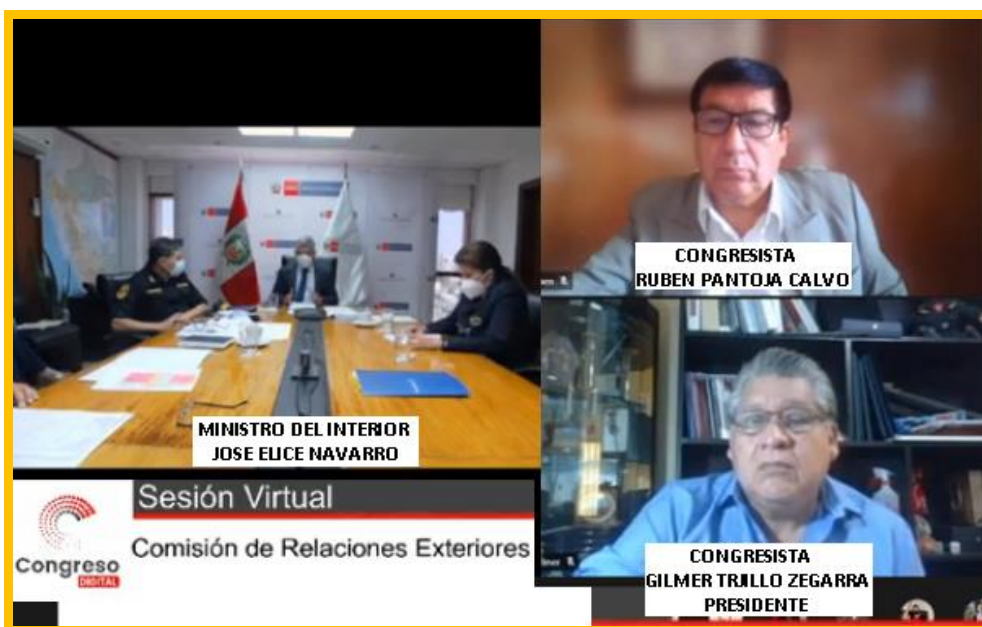 CONGRESISTA
RUBEN PANTOJA CALVO
MINISTRO DEL INTERIOR
JOSE ELICE NAVARRO
Sesión Virtual
Comisión de Relaciones Exteriores
Congreso
DIGITAL
CONGRESISTA
GILMER TRJILLO ZEGARRA
PRESIDENTE